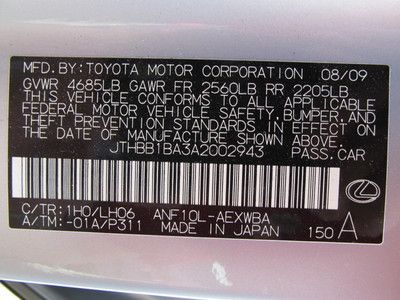 MFD.BY:TOYOTA MOTOR CORPORATION 08/09
GVWR 4685LB GAWR FR 2560LB RR 2205LB
THIS VEHICLE CONFORMS TO ALL APPLICABLE
FEDERAL MOTOR VEHICLE SAFETY,BUMPER,AND
THEFT PREVENTION STANDARDS IN EFFECT ON
THE DATE OF MANUFACTURE SHOWN ABOVE.
JTHBB1BA3A2002943 PASS.CAR
C/TR:1H0/LH06 ANF10L-AEXWBA
A/TM:-01A/P311 MADE IN JAPAN 150 A